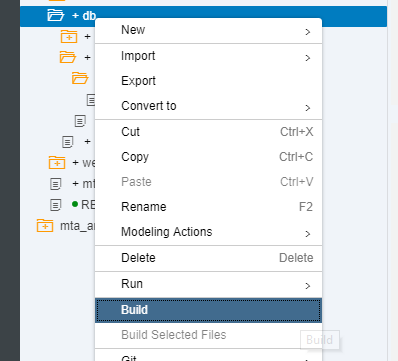 + db
New
+
Import
+
Export
Convert to
Cut Ctrl+X
Copy Ctrl+C
+
Paste Ctrl+V
+ we
Rename F2
+ mt
RE
Modeling Actions
mta_a
Delete Delete
Run
Build
Build Selected Files
Build
Git